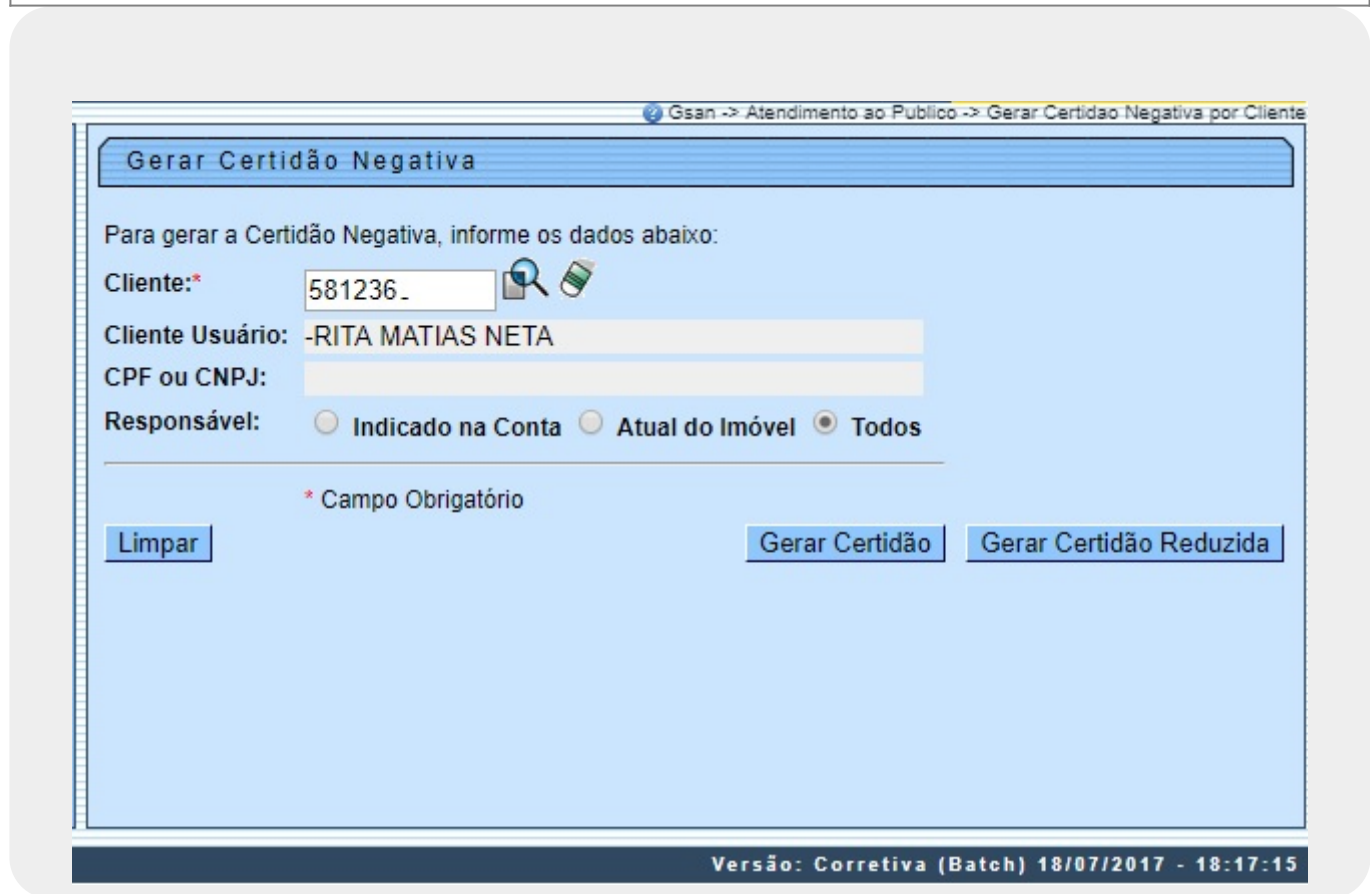 Gsan -> Atendimento ao Publico -> Gerar Certidao Negativa por Cliente
Gerar Certidão Negativa
Para gerar a Certidão Negativa, informe os dados abaixo:
Cliente:* 581236_
Cliente Usuário: -RITA MATIAS NETA
CPF ou CNPJ:
Responsável: Indicado na Conta Atual do Imóvel Todos
* Campo Obrigatório
Limpar Gerar Certidão Gerar Certidão Reduzida
Versão: Corretiva (Batch) 18/07/2017 - 18:17:15